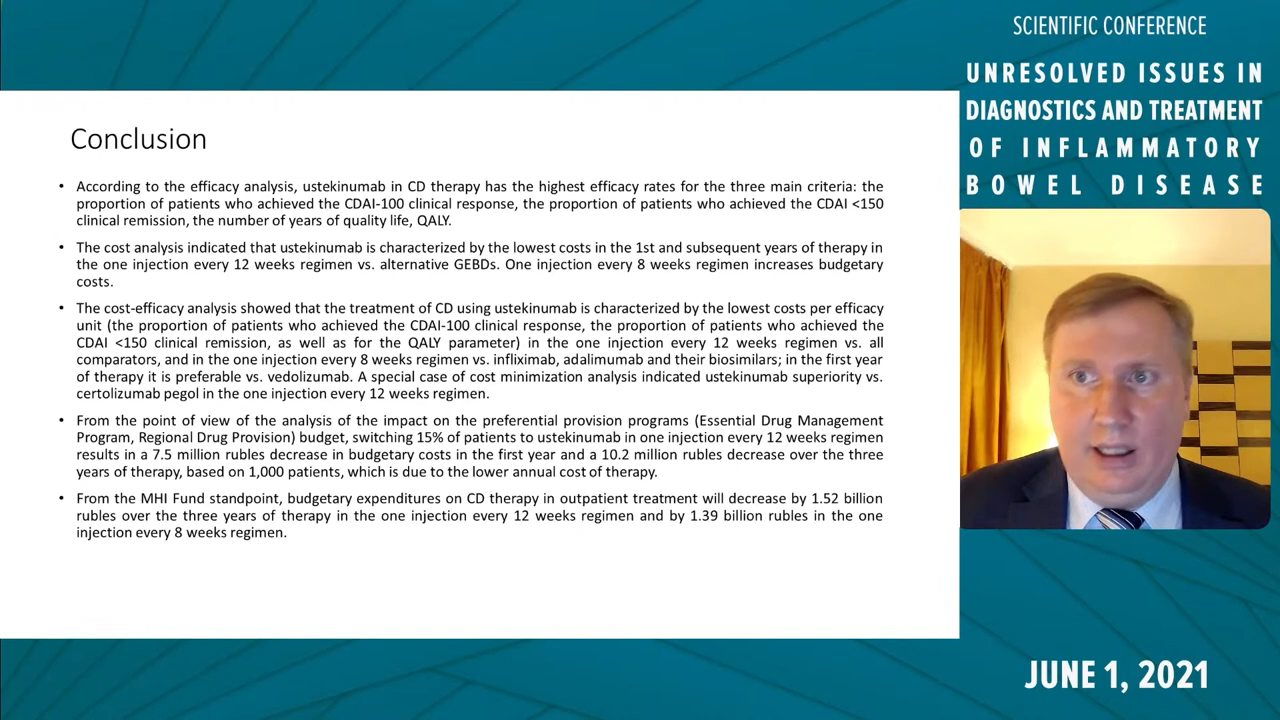 SCIENTIFIC CONFERENCE
UNRESOLVED ISSUES IN
DIAGNOSTICS AND TREATMENT
OF INFLAMMATORY
BOWEL DISEASE
Conclusion
• According to the efficacy analysis, ustekinumab in CD therapy has the highest efficacy rates for the three main criteria: the
proportion of patients who achieved the CDAI-100 clinical response, the proportion of patients who achieved the CDAI <150
clinical remission, the number of years of quality life, QALY.
• The cost analysis indicated that ustekinumab is characterized by the lowest costs in the 1st and subsequent years of therapy in
the one injection every 12 weeks regimen vs. alternative GEBDs. One injection every 8 weeks regimen increases budgetary
costs.
• The cost-efficacy analysis showed that the treatment of CD using ustekinumab is characterized by the lowest costs per efficacy
unit (the proportion of patients who achieved the CDAI-100 clinical response, the proportion of patients who achieved the
CDAI <150 clinical remission, as well as for the QALY parameter) in the one injection every 12 weeks regimen vs. all
comparators, and in the one injection every 8 weeks regimen vs. infliximab, adalimumab and their biosimilars; in the first year
of therapy it is preferable vs. vedolizumab. A special case of cost minimization analysis indicated ustekinumab superiority vs.
certolizumab pegol in the one injection every 12 weeks regimen.
• From the point of view of the analysis of the impact on the preferential provision programs (Essential Drug Management
Program, Regional Drug Provision) budget, switching 15% of patients to ustekinumab in one injection every 12 weeks regimen
results in a 7.5 million rubles decrease in budgetary costs in the first year and a 10.2 million rubles decrease over the three
years of therapy, based on 1,000 patients, which is due to the lower annual cost of therapy.
• From the MHI Fund standpoint, budgetary expenditures on CD therapy in outpatient treatment will decrease by 1.52 billion
rubles over the three years of therapy in the one injection every 12 weeks regimen and by 1.39 billion rubles in the one
injection every 8 weeks regimen.
JUNE 1, 2021